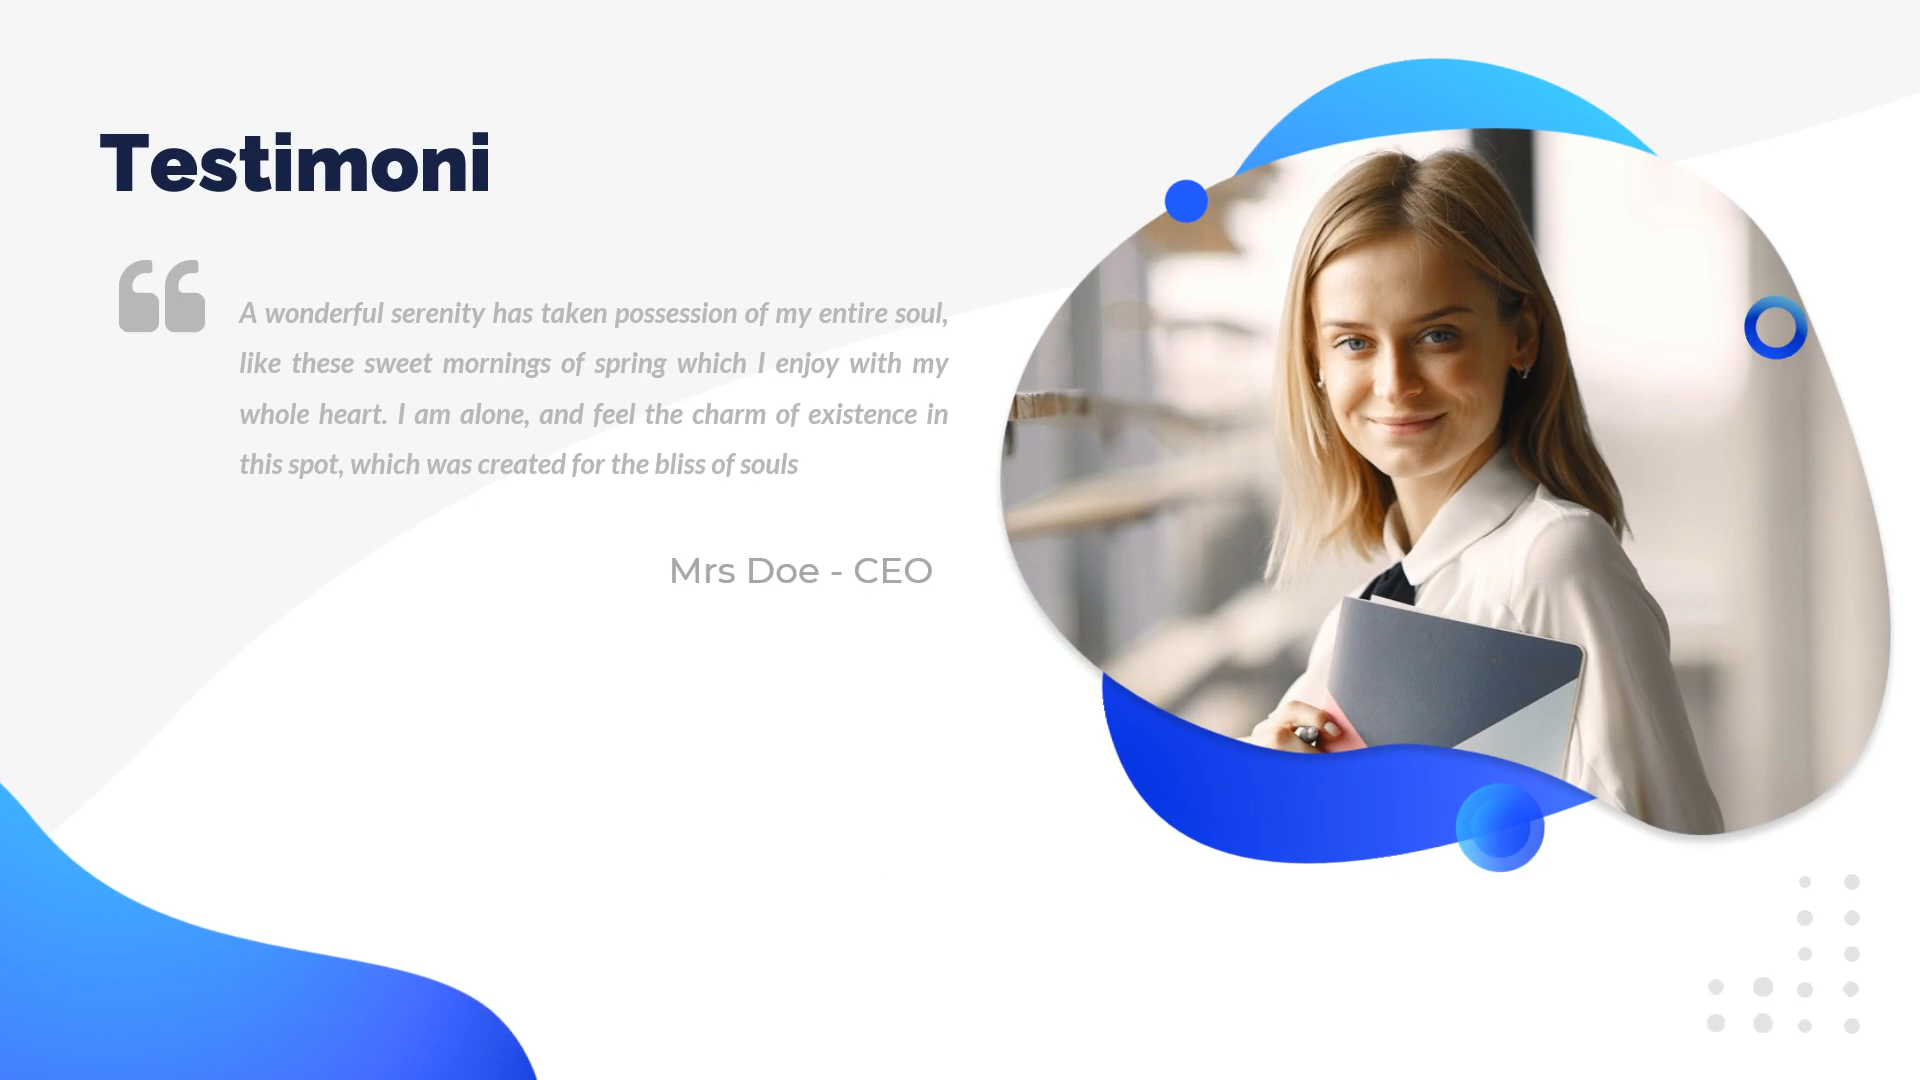 Testimoni
A wonderful serenity has taken possession of my entire soul,
like these sweet mornings of spring which I enjoy with my
whole heart. I am alone, and feel the charm of existence in
this spot, which was created for the bliss of souls
Mrs Doe - CEO